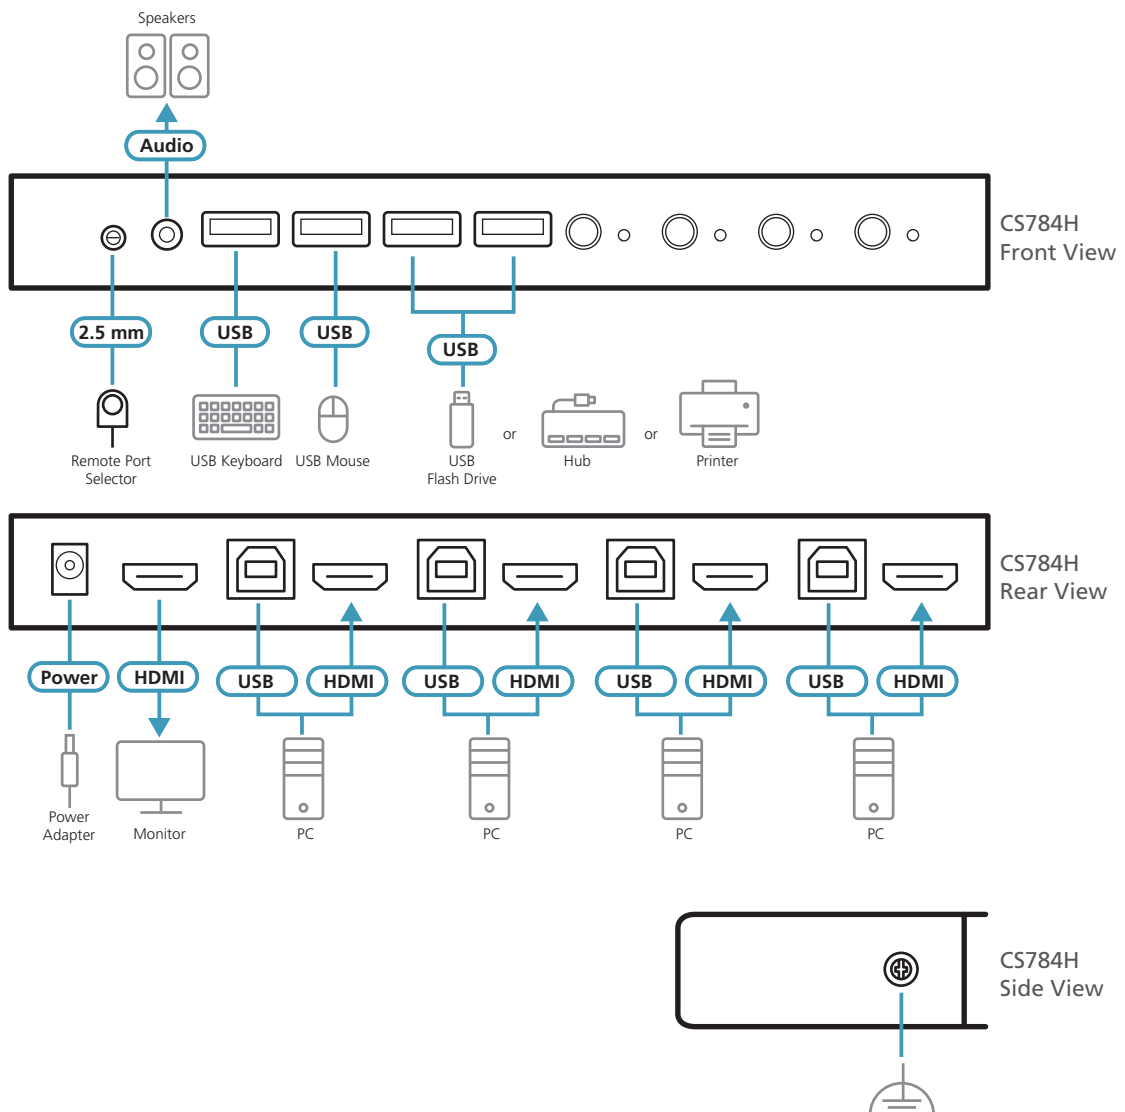 Speakers
Audio
CS784H
Front View
2.5 mm
USB
USB
USB
or
or
Remote Port
Selector
USB Keyboard
USB Mouse
USB
Flash Drive
Hub
Printer
CS784H
Rear View
Power
HDMI
USB
HDMI
USB
HDMI
USB
HDMI
USB
HDMI
Power
Adapter
Monitor
PC
PC
PC
PC
CS784H
Side View